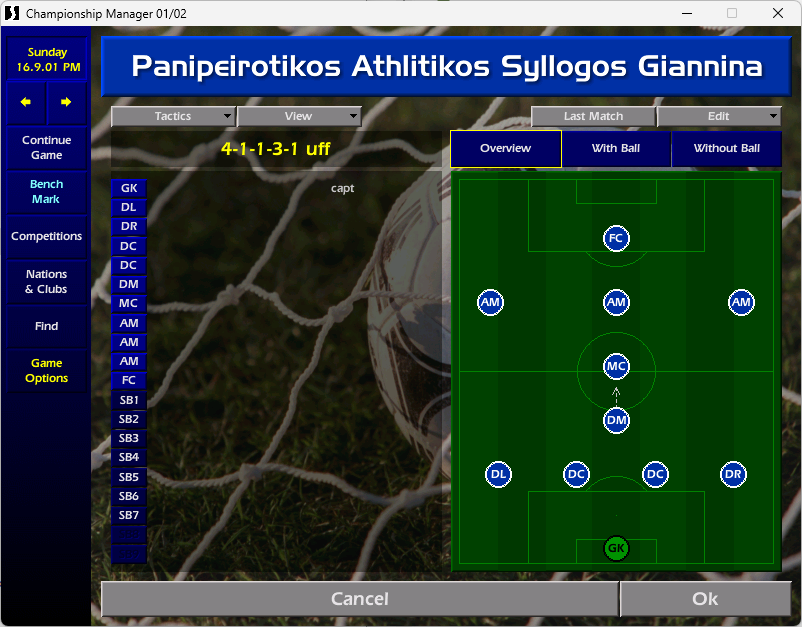 Championship Manager 01/02
Sunday
16.9.01 PM
Continue
Game
Bench
Mark
Competitions
Nations
& Clubs
Find
Game
Options
Panipeirotikos Athlitikos Syllogos Giannina
Tactics
View
Last Match
Edit
4-1-1-3-1 uff
Overview
With Ball
Without Ball
GK
capt
DL
DR
DC
DC
DM
MC
AM
AM
AM
FC
SB1
SB2
SB3
SB4
SB5
SB6
SB7
FC
AM
AM
AM
MC
DM
DL
DC
DC
DR
GK
Cancel
Ok